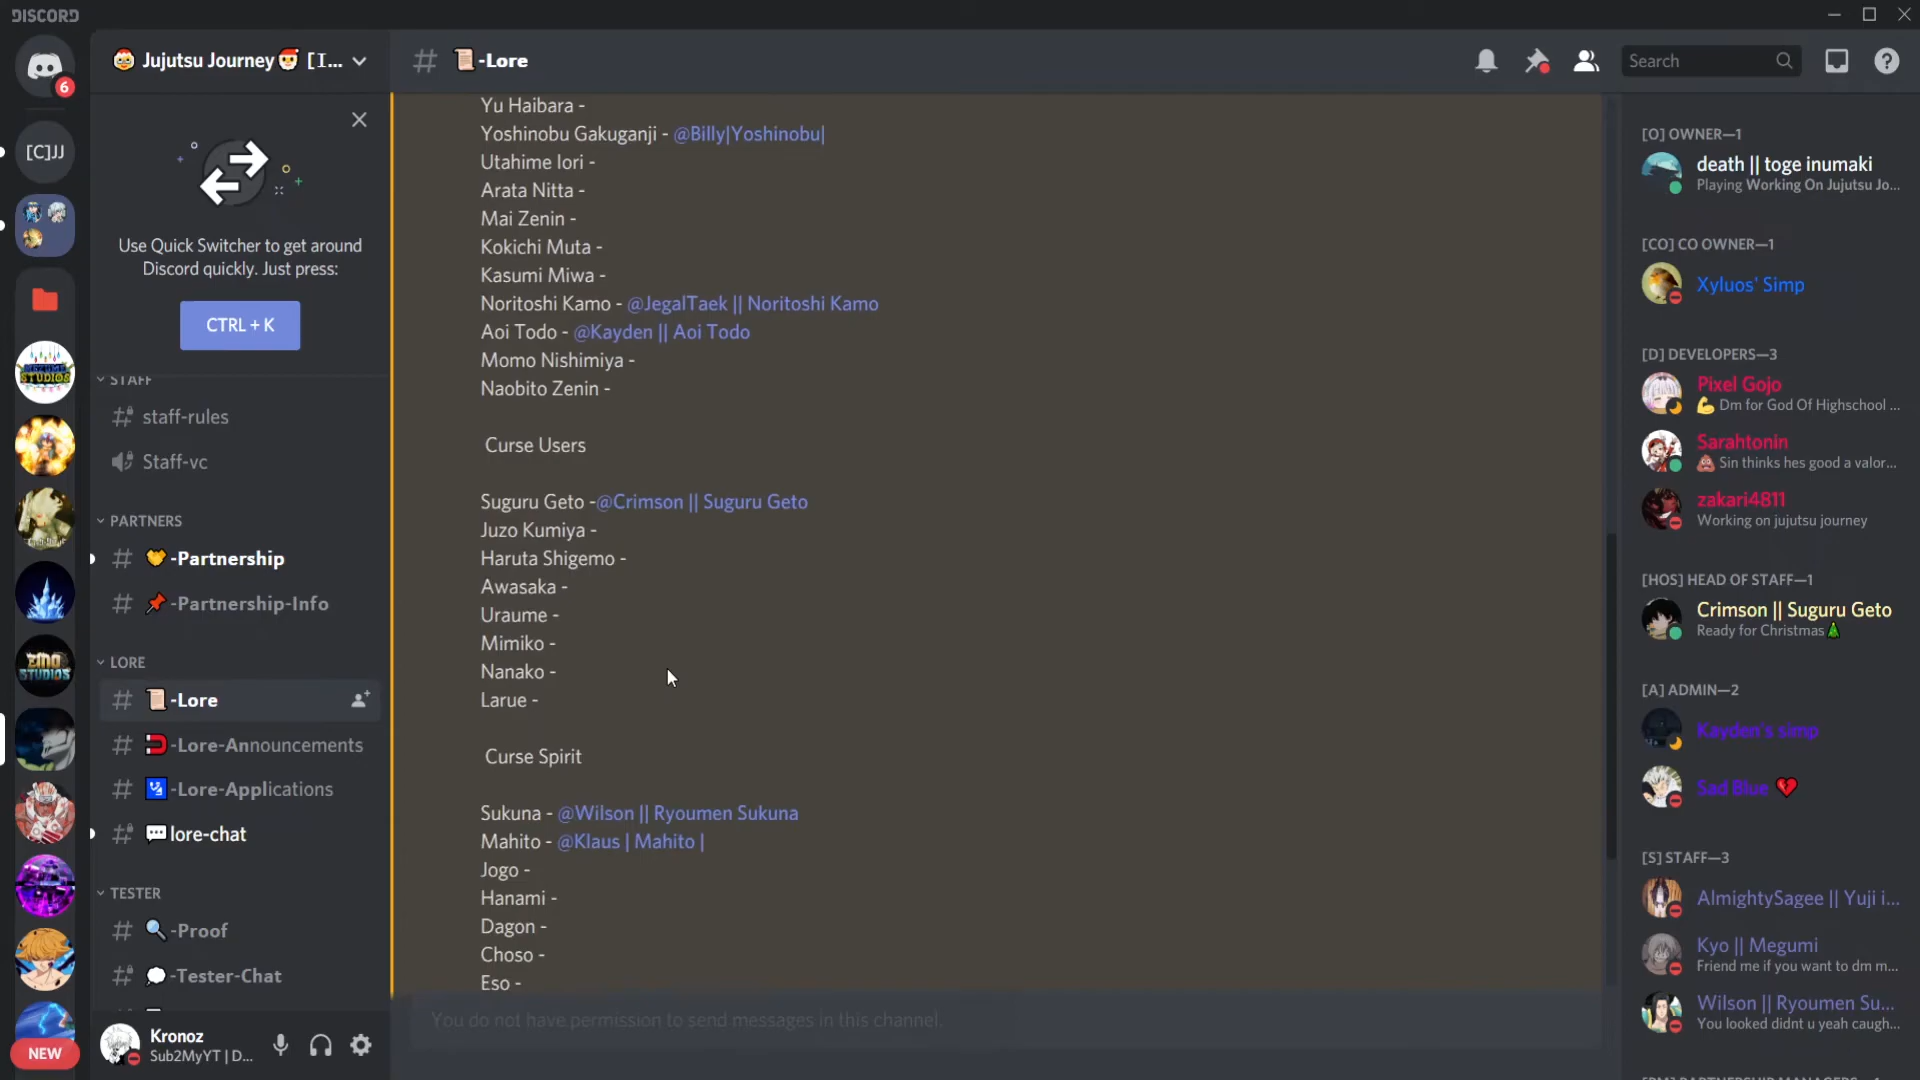 DISCORD
Jujutsu Journey [I...
-Lore
Search
6
[C]JJ
NEW
Use Quick Switcher to get around
Discord quickly. Just press:
CTRL + K
STAFF
staff-rules
Staff-vc
PARTNERS
-Partnership
-Partnership-Info
LORE
-Lore
-Lore-Announcements
-Lore-Applications
lore-chat
TESTER
-Proof
-Tester-Chat
Kronoz
Sub2MyYT | D...
Yu Haibara -
Yoshinobu Gakuganji - @Billy|Yoshinobu|
Utahime Iori -
Arata Nitta -
Mai Zenin -
Kokichi Muta -
Kasumi Miwa -
Noritoshi Kamo - @JegalTaek || Noritoshi Kamo
Aoi Todo - @Kayden || Aoi Todo
Momo Nishimiya -
Naobito Zenin -
Curse Users
Suguru Geto -@Crimson || Suguru Geto
Juzo Kumiya -
Haruta Shigemo -
Awasaka -
Uraume -
Mimiko -
Nanako -
Larue -
Curse Spirit
Sukuna - @Wilson || Ryoumen Sukuna
Mahito - @Klaus | Mahito |
Jogo -
Hanami -
Dagon -
Choso -
Eso -
You do not have permission to send messages in this channel.
[O] OWNER—1
death || toge inumaki
Playing Working On Jujutsu Jo...
[CO] CO OWNER—1
Xyluos' Simp
[D] DEVELOPERS—3
Pixel Gojo
Dm for God Of Highschool ...
Sarahtonin
Sin thinks hes good a valor...
zakari4811
Working on jujutsu journey
[HOS] HEAD OF STAFF—1
Crimson || Suguru Geto
Ready for Christmas
[A] ADMIN—2
Kayden's simp
Sad Blue
[S] STAFF—3
AlmightySagee || Yuji i...
Kyo || Megumi
Friend me if you want to dm m...
Wilson || Ryoumen Su...
You looked didnt u yeah caugh...